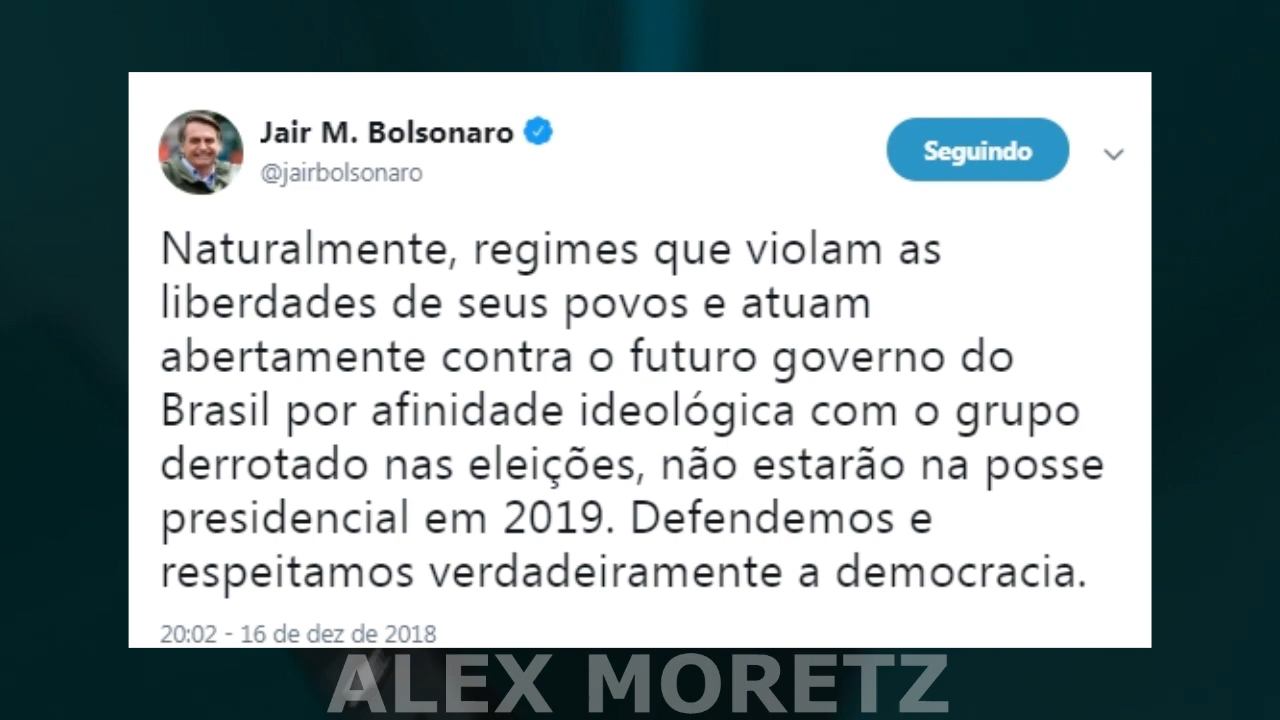 Jair M. Bolsonaro
@jairbolsonaro
Seguindo
Naturalmente, regimes que violam as
liberdades de seus povos e atuam
abertamente contra o futuro governo do
Brasil por afinidade ideológica com o grupo
derrotado nas eleições, não estarão na posse
presidencial em 2019. Defendemos e
respeitamos verdadeiramente a democracia.
20:02 - 16 de dez de 2018
ALEX MORETZ